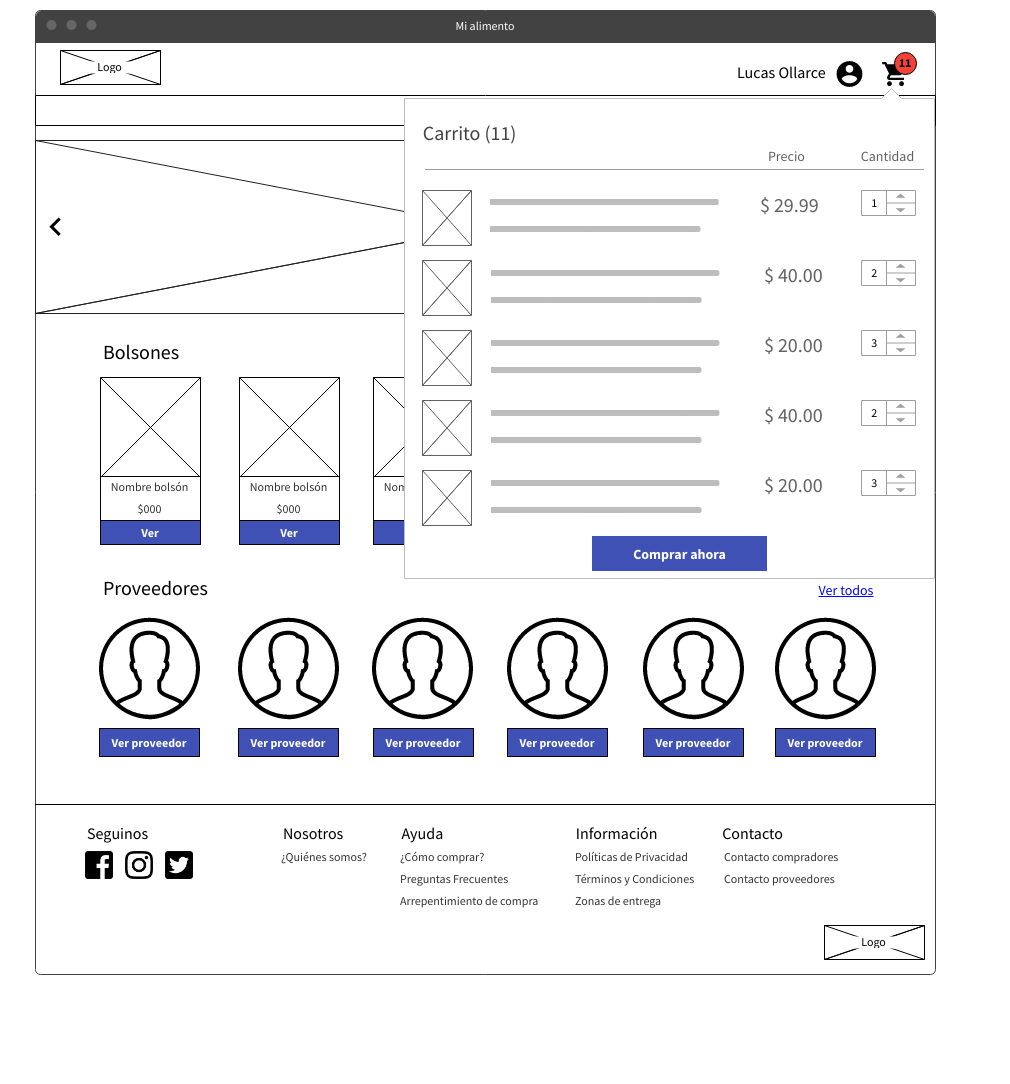 Mi alimento
Logo
Lucas Ollarce
11
Carrito (11)
Precio
Cantidad
$ 29.99
1
$ 40.00
2
$ 20.00
3
$ 40.00
2
$ 20.00
3
Comprar ahora
Bolsones
Nombre bolsón
Nombre bolsón
Nom
$000
$000
Ver
Ver
Proveedores
Ver todos
Ver proveedor
Ver proveedor
Ver proveedor
Ver proveedor
Ver proveedor
Ver proveedor
Seguinos
Nosotros
¿Quiénes somos?
Ayuda
¿Cómo comprar?
Preguntas Frecuentes
Arrepentimiento de compra
Información
Políticas de Privacidad
Términos y Condiciones
Zonas de entrega
Contacto
Contacto compradores
Contacto proveedores
Logo